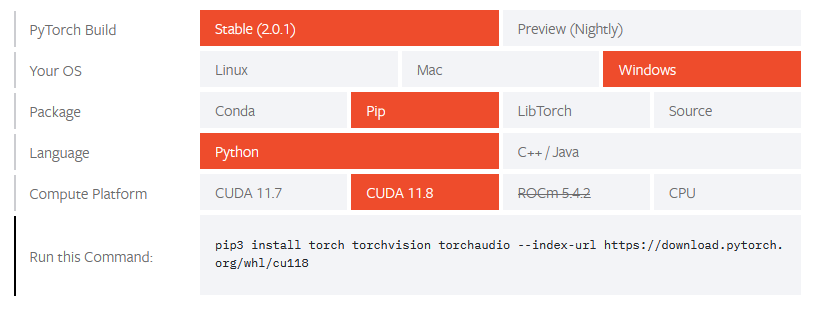 PyTorch Build Stable (2.0.1) Preview (Nightly)
Your OS Linux Mac Windows
Package Conda Pip LibTorch Source
Language Python C++ / Java
Compute Platform CUDA 11.7 CUDA 11.8 ROCm 5.4.2 CPU
Run this Command: pip3 install torch torchvision torchaudio --index-url https://download.pytorch.
org/whl/cu118